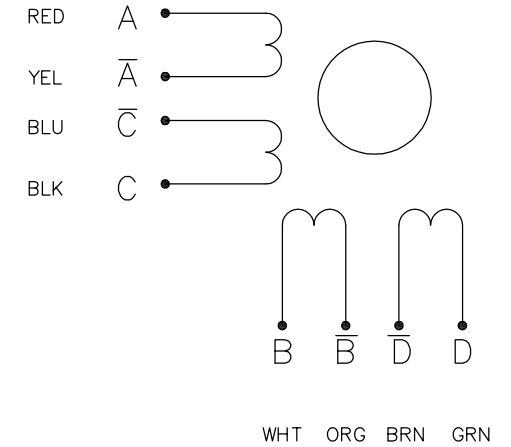 RED A
YEL A̅
BLU C̅
BLK C
B B̅ D̅ D
WHT ORG BRN GRN